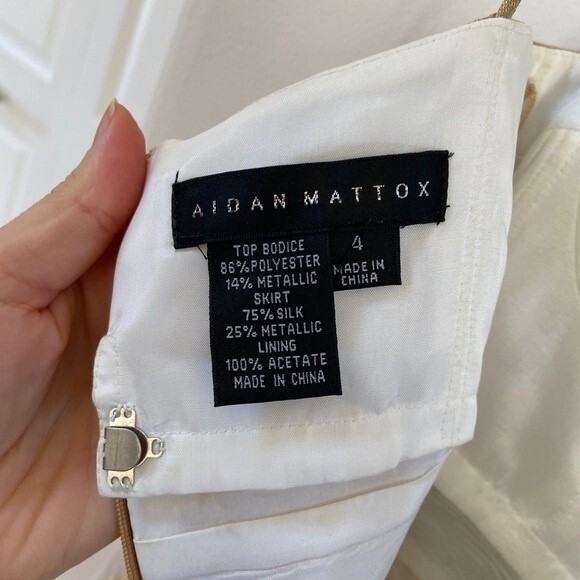 AIDAN MATTOX
TOP BODICE
86%POLYESTER
14% METALLIC
SKIRT
75% SILK
25% METALLIC
LINING
100% ACETATE
MADE IN CHINA
4
MADE IN
CHINA